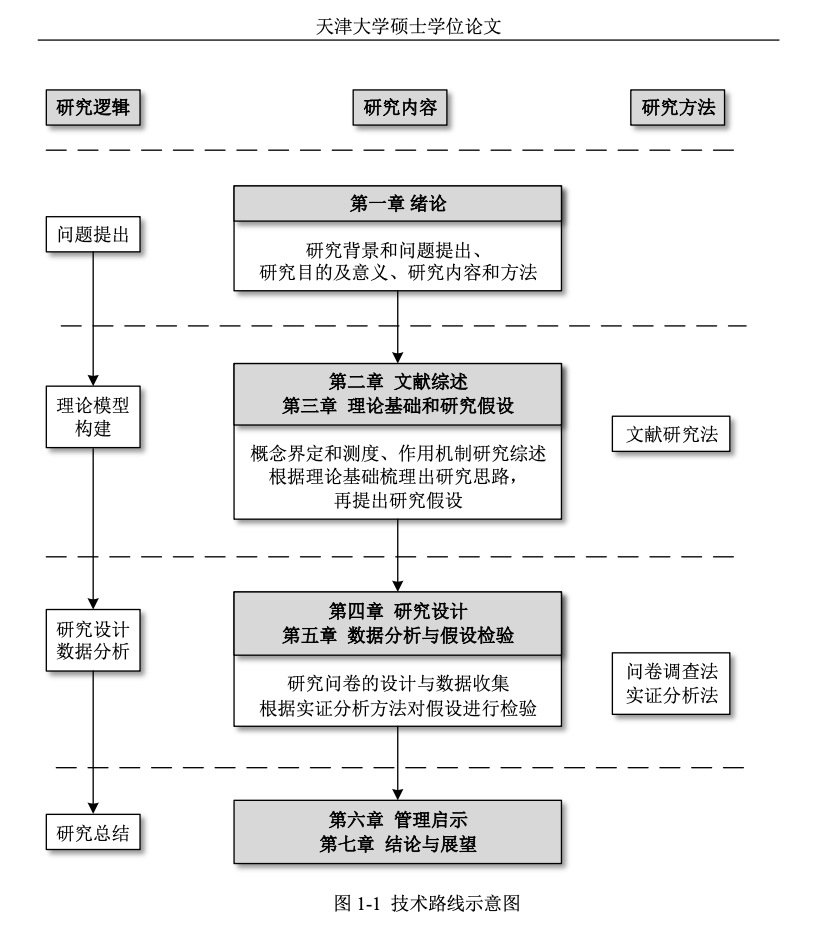 天津大学硕士学位论文
研究逻辑
研究内容
研究方法
问题提出
第一章 绪论
研究背景和问题提出、
研究目的及意义、研究内容和方法
理论模型
构建
第二章 文献综述
第三章 理论基础和研究假设
概念界定和测度、作用机制研究综述
根据理论基础梳理出研究思路,
再提出研究假设
文献研究法
研究设计
数据分析
第四章 研究设计
第五章 数据分析与假设检验
研究问卷的设计与数据收集
根据实证分析方法对假设进行检验
问卷调查法
实证分析法
研究总结
第六章 管理启示
第七章 结论与展望
图 1-1 技术路线示意图